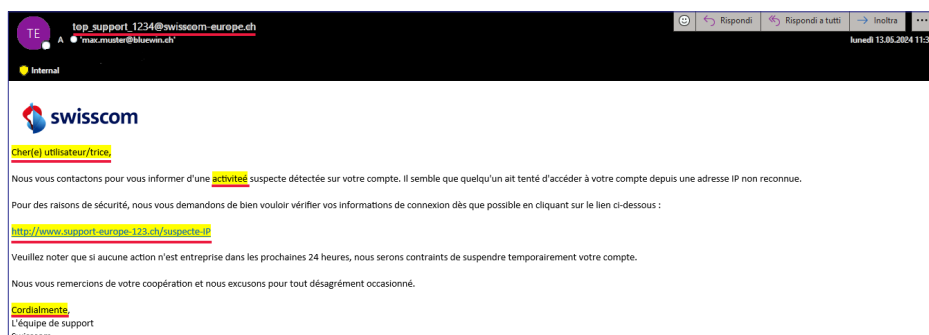 TE
top_support_1234@swisscom-europe.ch
Rispondi
Rispondi a tutti
Inoltra
A 'max.muster@bluewin.ch'
lunedì 13.05.2024 11:3
Internal
swisscom
Cher(e) utilisateur/trice,
Nous vous contactons pour vous informer d'une activiteé suspecte détectée sur votre compte. Il semble que quelqu'un ait tenté d'accéder à votre compte depuis une adresse IP non reconnue.
Pour des raisons de sécurité, nous vous demandons de bien vouloir vérifier vos informations de connexion dès que possible en cliquant sur le lien ci-dessous :
http://www.support-europe-123.ch/suspecte-IP
Veuillez noter que si aucune action n'est entreprise dans les prochaines 24 heures, nous serons contraints de suspendre temporairement votre compte.
Nous vous remercions de votre coopération et nous excusons pour tout désagrément occasionné.
Cordialmente,
L'équipe de support
Swisscom